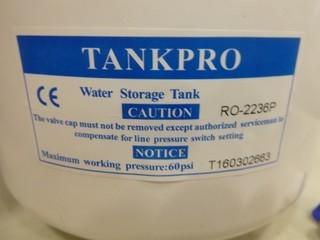 TANKPRO
CE Water Storage Tank
CAUTION RO-2236P
The valve cap must not be removed except authorized serviceman to
compensate for line pressure switch setting
NOTICE
Maximum working pressure:60psi T160302663